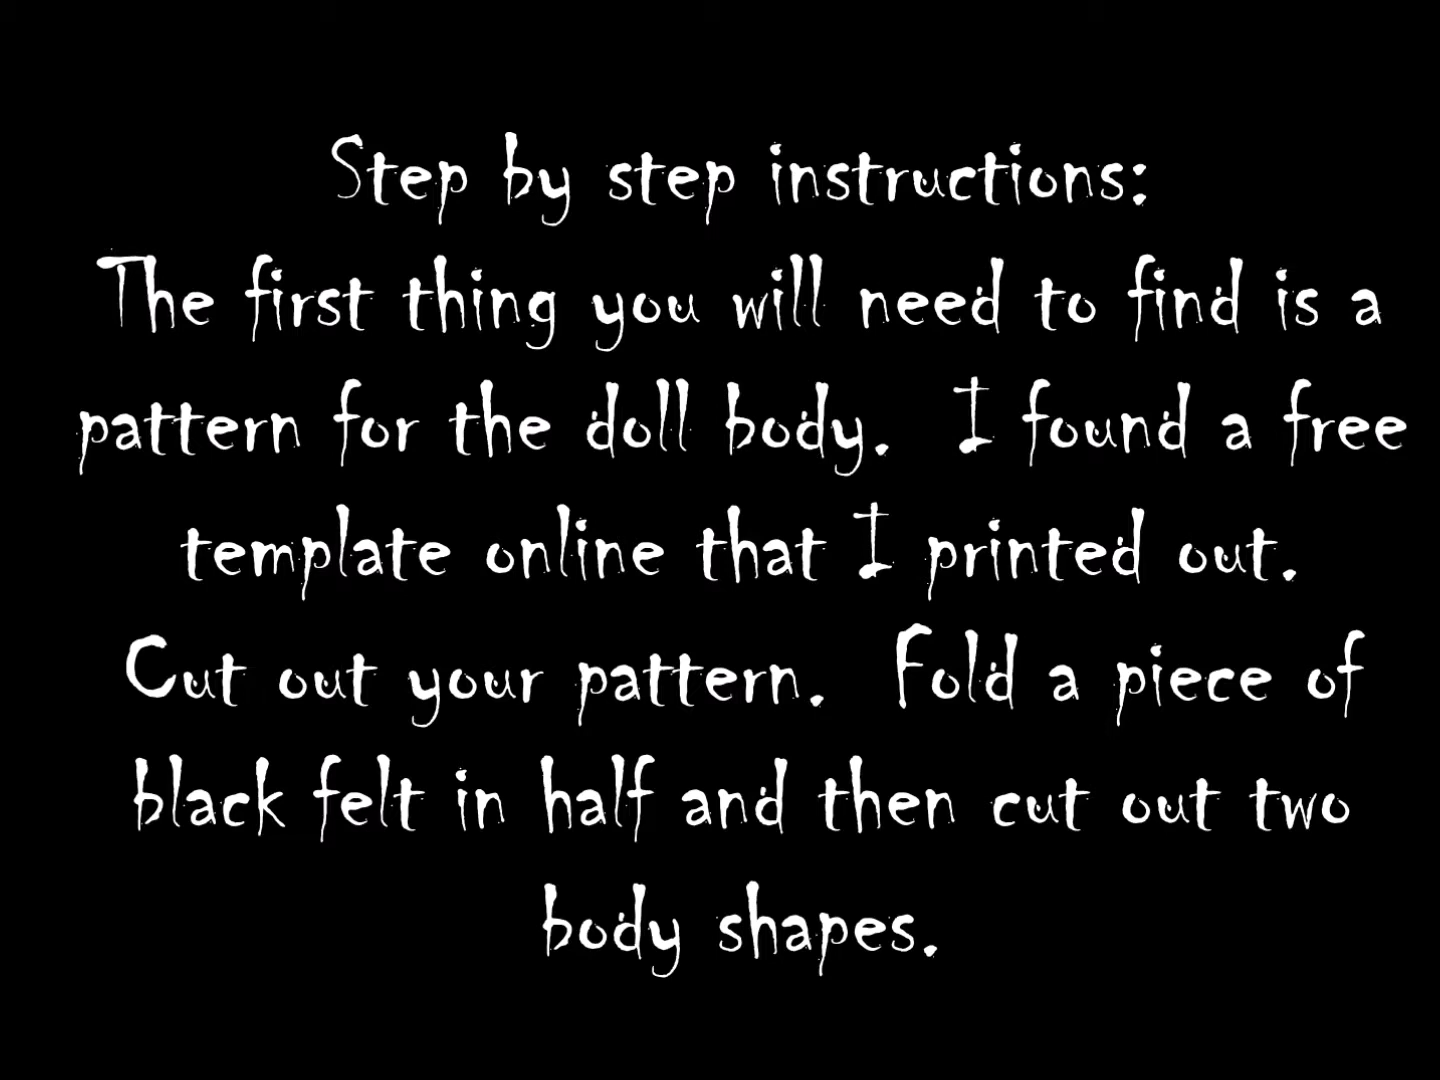 Step by step instructions:
The first thing you will need to find is a
pattern for the doll body.  I found a free
template online that I printed out.
Cut out your pattern.  Fold a piece of
black felt in half and then cut out two
body shapes.